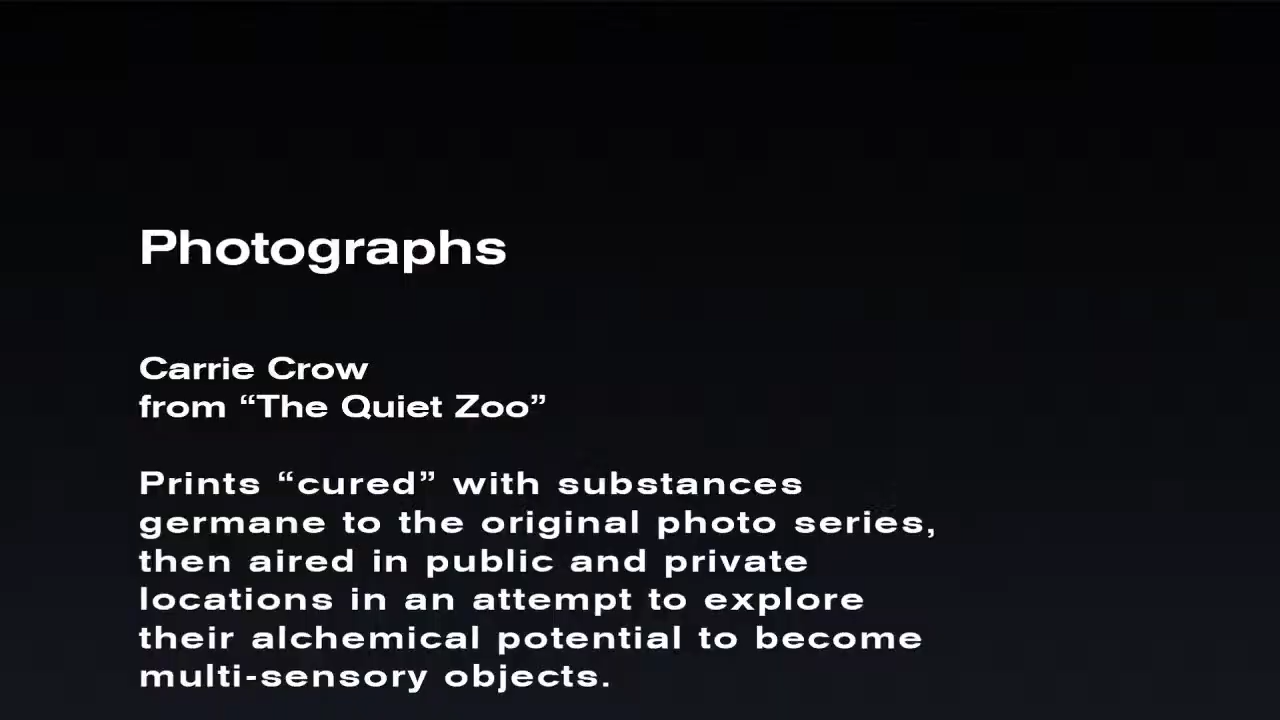 Photographs
Carrie Crow
from “The Quiet Zoo”
Prints “cured” with substances
germane to the original photo series,
then aired in public and private
locations in an attempt to explore
their alchemical potential to become
multi-sensory objects.